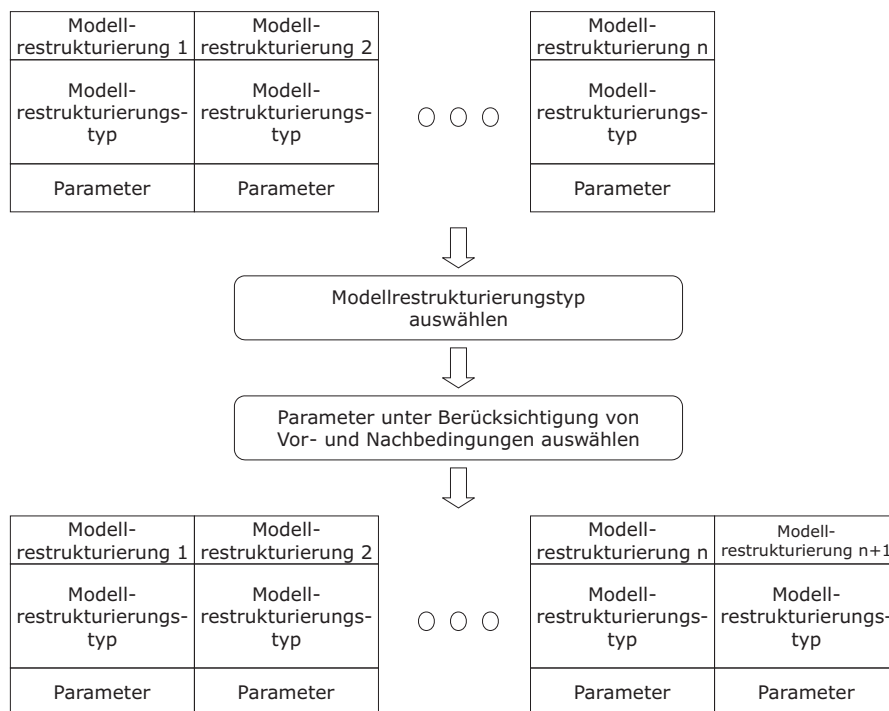 Modell-
restrukturierung 1
Modell-
restrukturierung 2
Modell-
restrukturierung n
Modell-
restrukturierungs-
typ
Modell-
restrukturierungs-
typ
Modell-
restrukturierungs-
typ
Parameter
Parameter
Parameter
Modellrestrukturierungstyp
auswählen
Parameter unter Berücksichtigung von
Vor- und Nachbedingungen auswählen
Modell-
restrukturierung 1
Modell-
restrukturierung 2
Modell-
restrukturierung n
Modell-
restrukturierung n+1
Modell-
restrukturierungs-
typ
Modell-
restrukturierungs-
typ
Modell-
restrukturierungs-
typ
Modell-
restrukturierungs-
typ
Parameter
Parameter
Parameter
Parameter